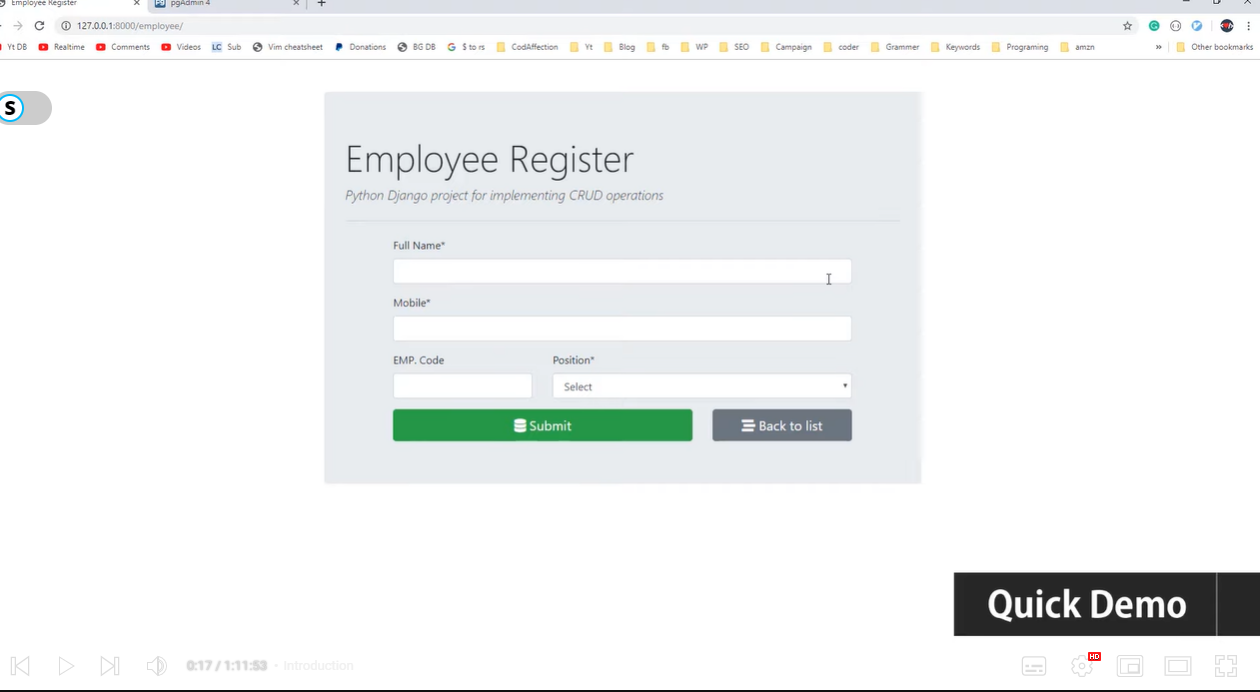 Employee Register
pgAdmin 4
127.0.0.1:8000/employee/
Yt DB Realtime Comments Videos LC Sub Vim cheatsheet Donations BG DB $ to rs CodAffection Yt Blog fb WP SEO Campaign coder Grammer Keywords Programing amzn » Other bookmarks
S
Employee Register
Python Django project for implementing CRUD operations
Full Name*
Mobile*
EMP. Code Position*
Select
Submit Back to list
Quick Demo
0:17 / 1:11:53 • Introduction
HD